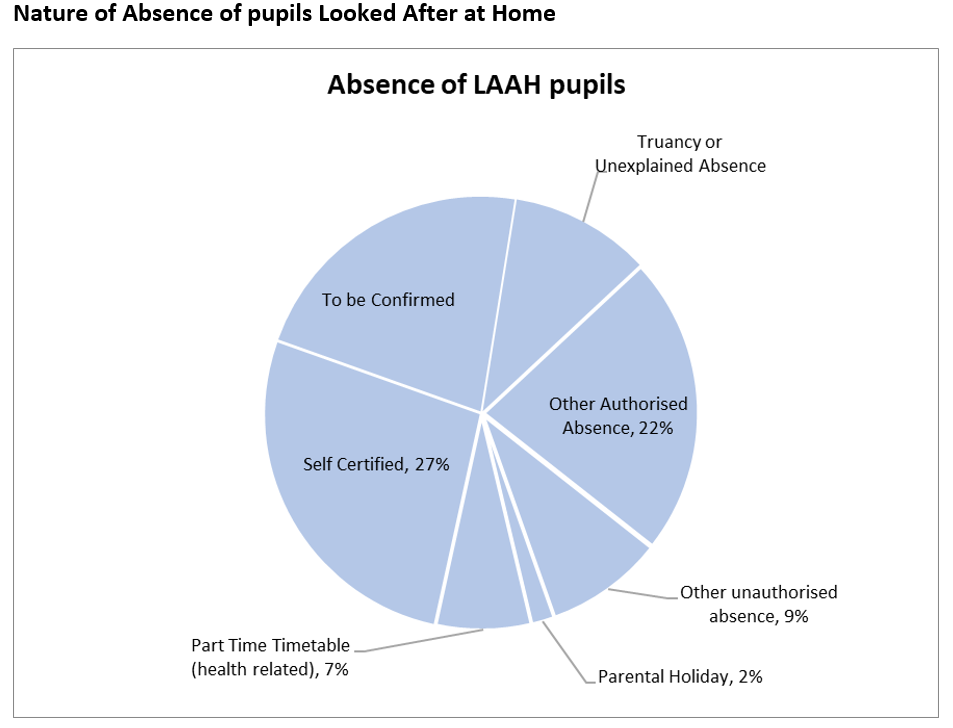 Nature of Absence of pupils Looked After at Home
Absence of LAAH pupils
Truancy or
Unexplained Absence
To be Confirmed
Other Authorised
Absence, 22%
Self Certified, 27%
Other unauthorised
absence, 9%
Part Time Timetable
(health related), 7%
Parental Holiday, 2%